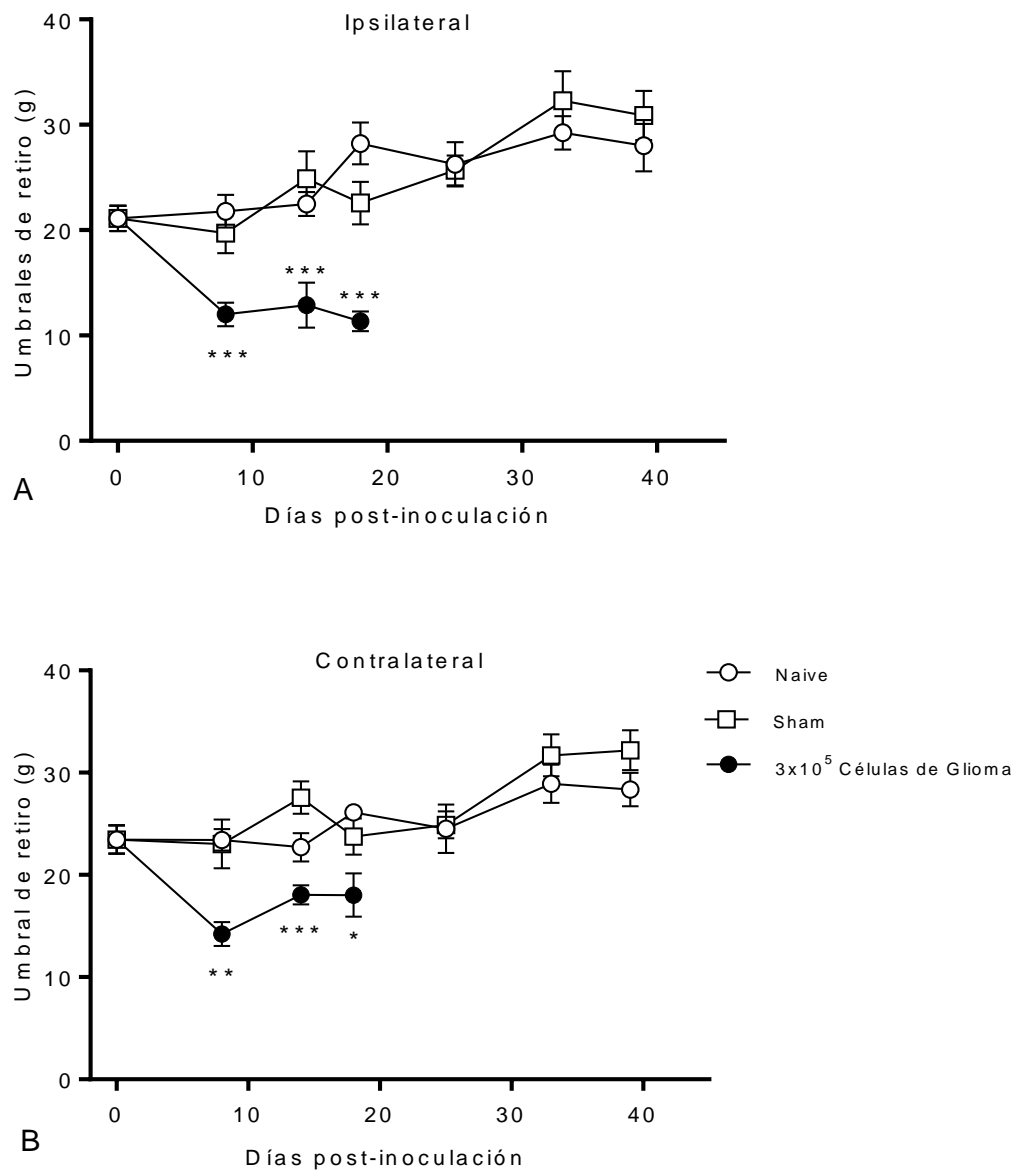 Ipsilateral
40
30
20
10
0
Umbrales de retiro (g)
***
***
***
0 10 20 30 40
Días post-inoculación
A
Contralateral
40
30
20
10
0
Umbral de retiro (g)
**
***
*
0 10 20 30 40
Días post-inoculación
B
Naive
Sham
3x10⁵ Células de Glioma